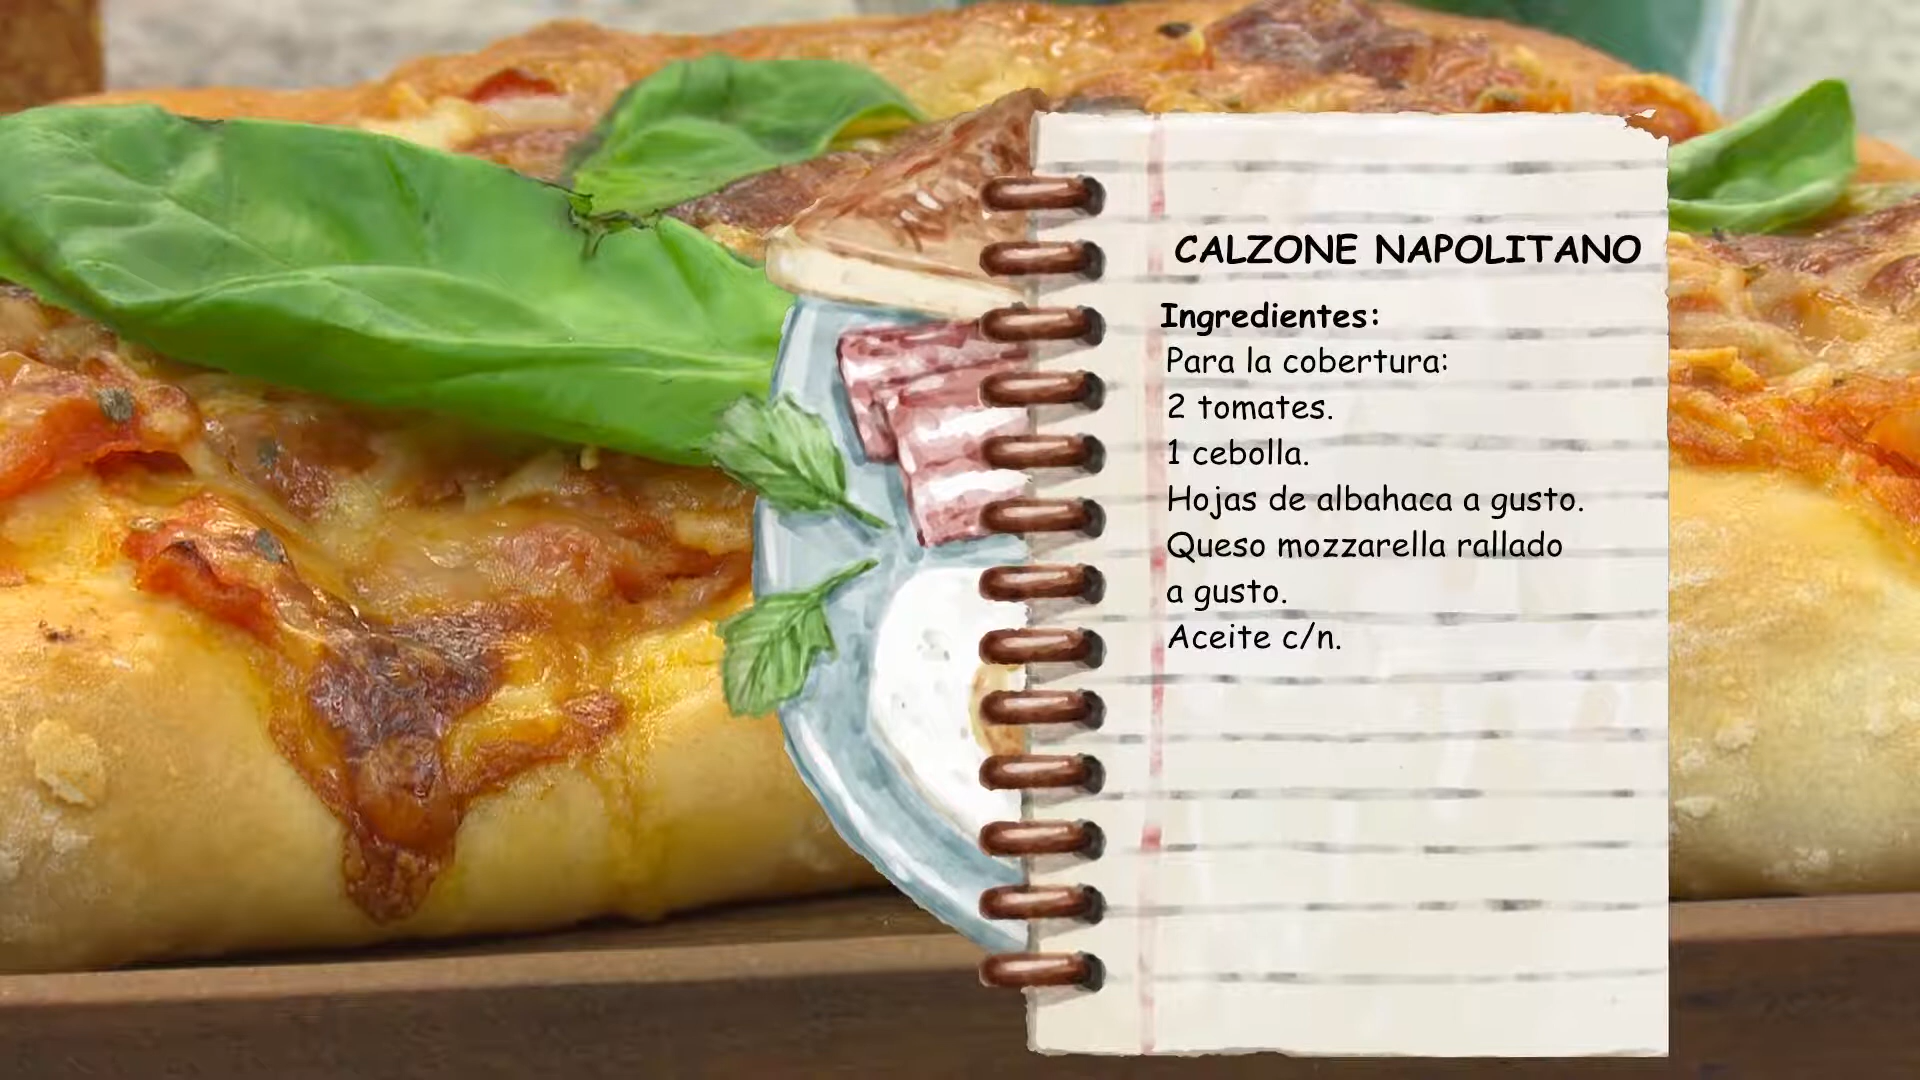 CALZONE NAPOLITANO
Ingredientes:
Para la cobertura:
2 tomates.
1 cebolla.
Hojas de albahaca a gusto.
Queso mozzarella rallado
a gusto.
Aceite c/n.